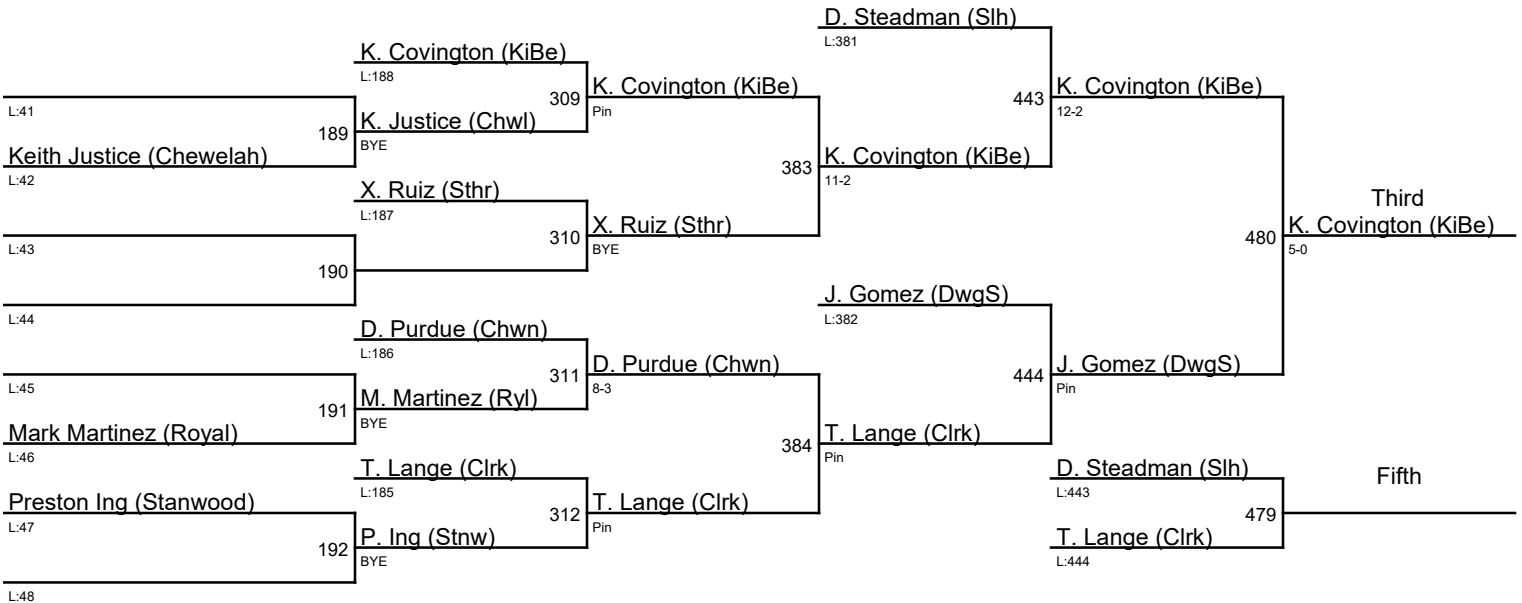 D. Steadman (Slh)
L:381
K. Covington (KiBe)
L:188
309
K. Covington (KiBe)
Pin
443
K. Covington (KiBe)
12-2
L:41
189
K. Justice (Chwl)
BYE
Keith Justice (Chewelah)
L:42
383
K. Covington (KiBe)
11-2
X. Ruiz (Sthr)
L:187
Third
L:43
310
X. Ruiz (Sthr)
BYE
480
K. Covington (KiBe)
5-0
190
L:44
J. Gomez (DwgS)
L:382
D. Purdue (Chwn)
L:186
L:45
311
D. Purdue (Chwn)
8-3
444
J. Gomez (DwgS)
Pin
191
M. Martinez (Ryl)
BYE
Mark Martinez (Royal)
L:46
384
T. Lange (Clrk)
Pin
T. Lange (Clrk)
L:185
D. Steadman (Slh)
L:443
Fifth
Preston Ing (Stanwood)
L:47
312
T. Lange (Clrk)
Pin
479
192
P. Ing (Stnw)
BYE
T. Lange (Clrk)
L:444
L:48